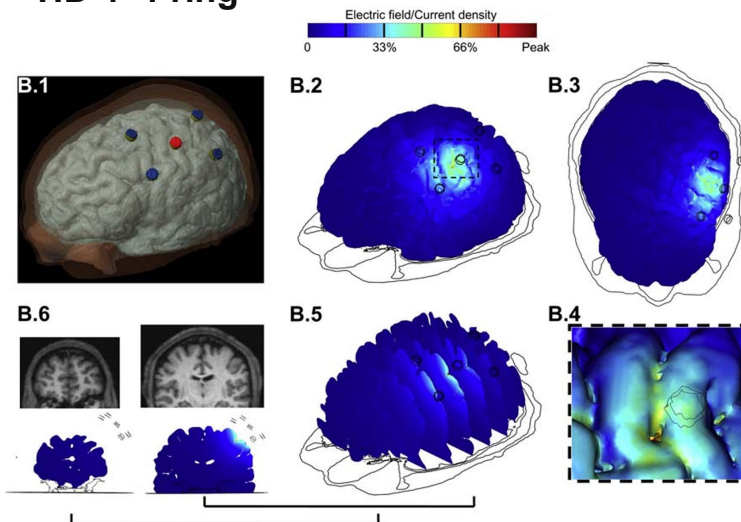 Electric field/Current density
0 33% 66% Peak
B.1
B.2
B.3
B.6
B.5
B.4